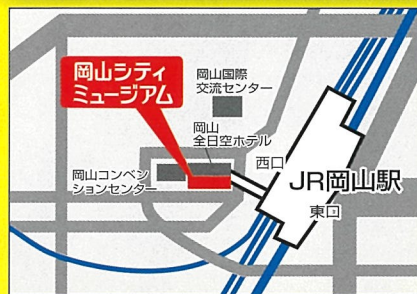 岡山シティ
ミュージアム
岡山国際
交流センター
岡山
全日空ホテル
岡山コンベン
ションセンター
西口
JR岡山駅
東口